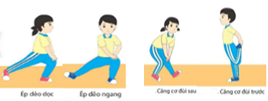 Ép dẻo dọc
Ép dẻo ngang
Căng cơ đùi sau
Căng cơ đùi trước